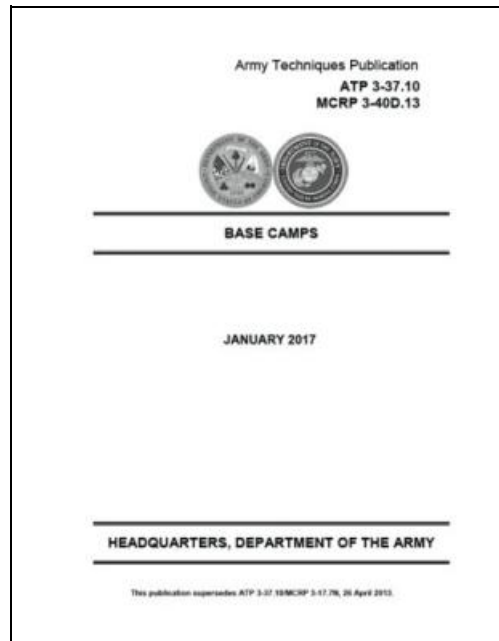 Army Techniques Publication
ATP 3-37.10
MCRP 3-40D.13
BASE CAMPS
JANUARY 2017
HEADQUARTERS, DEPARTMENT OF THE ARMY
This publication supersedes ATP 3-37.10/MCRP 3-17.7N, 26 April 2013.